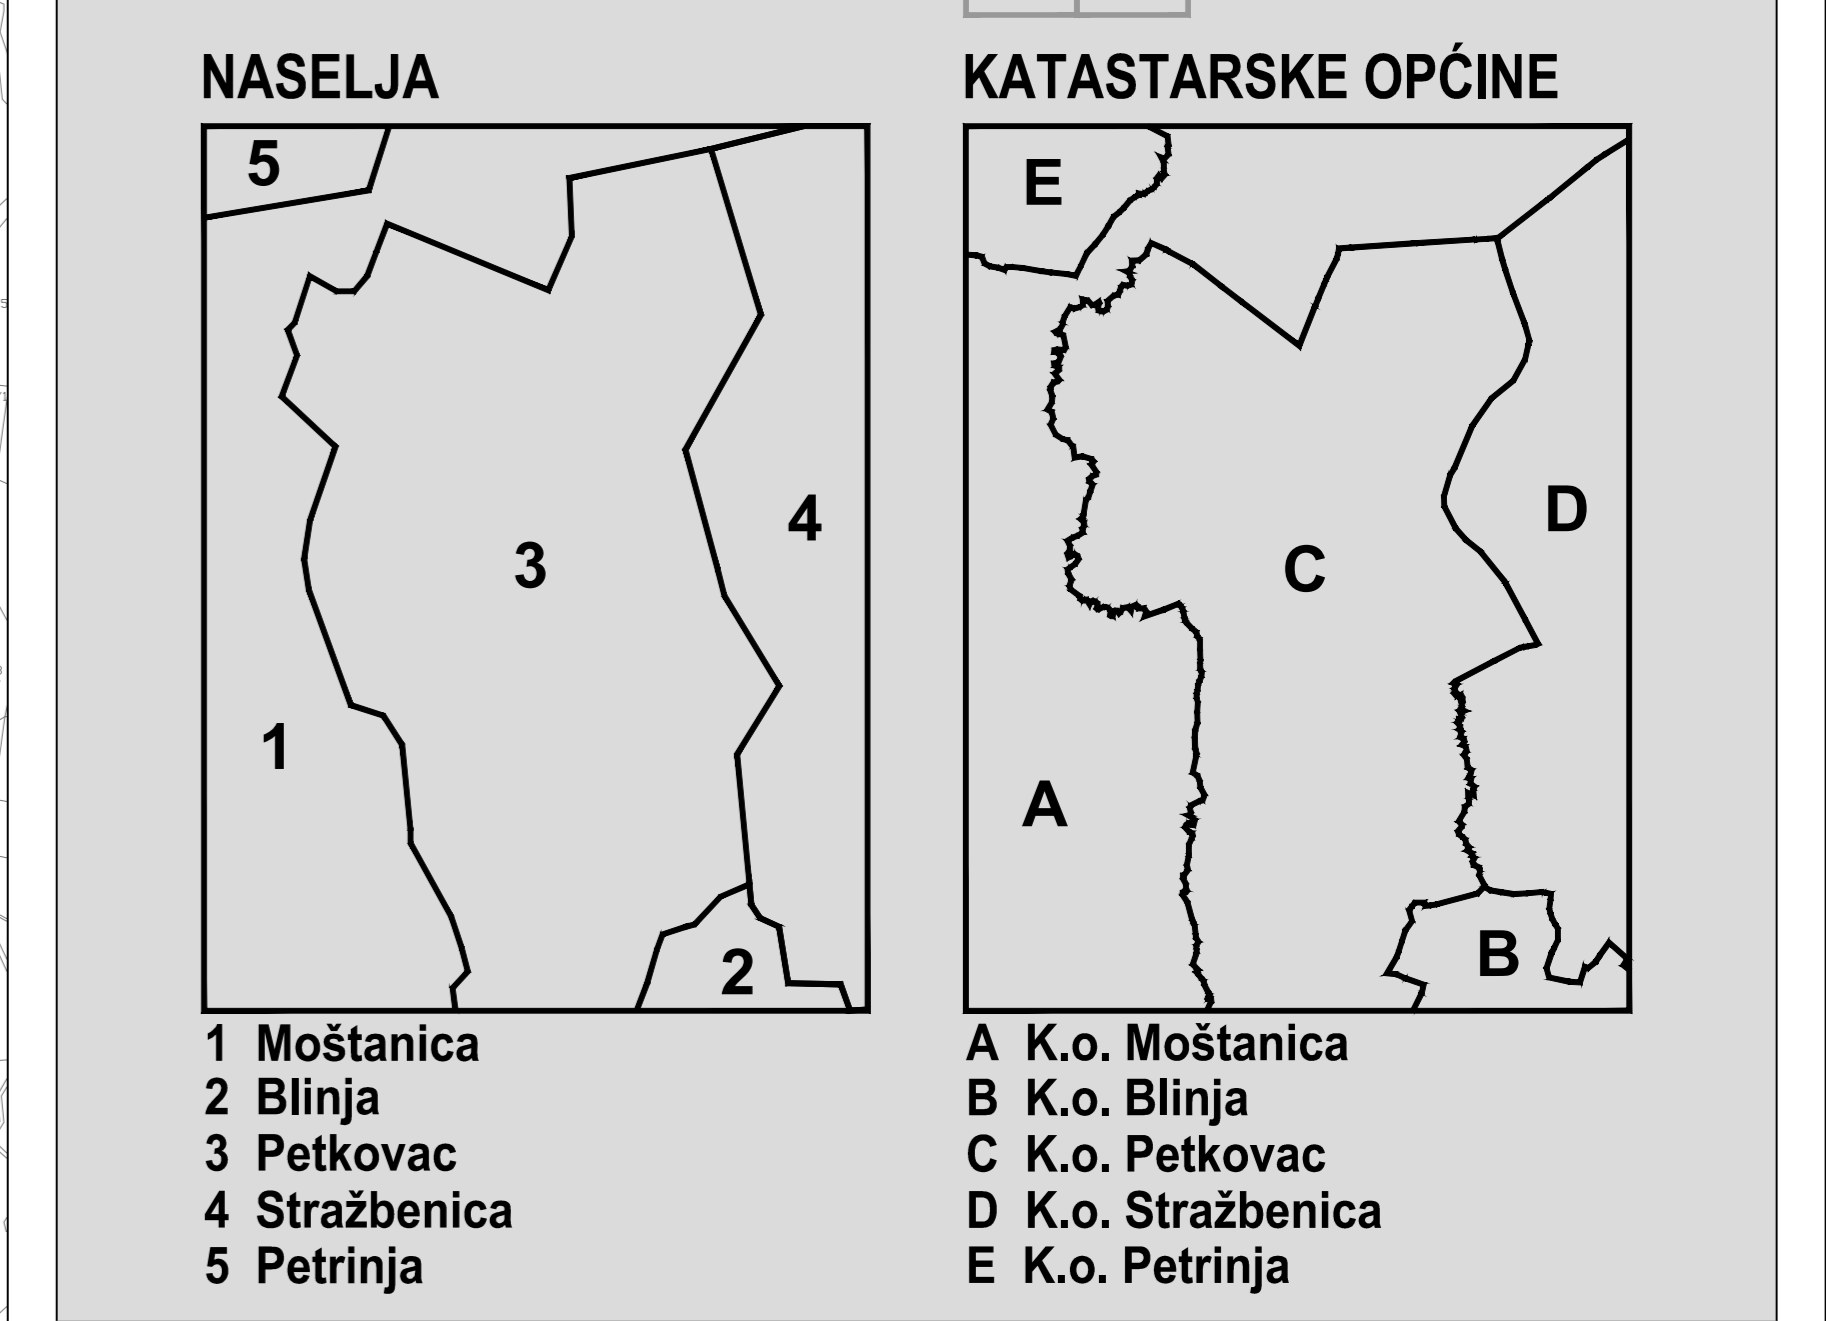 NASELJA
KATASTARSKE OPĆINE
5
3
4
1
2
E
D
C
A
B
1 Moštanica
2 Blinja
3 Petkovac
4 Stražbenica
5 Petrinja
A K.o. Moštanica
B K.o. Blinja
C K.o. Petkovac
D K.o. Stražbenica
E K.o. Petrinja